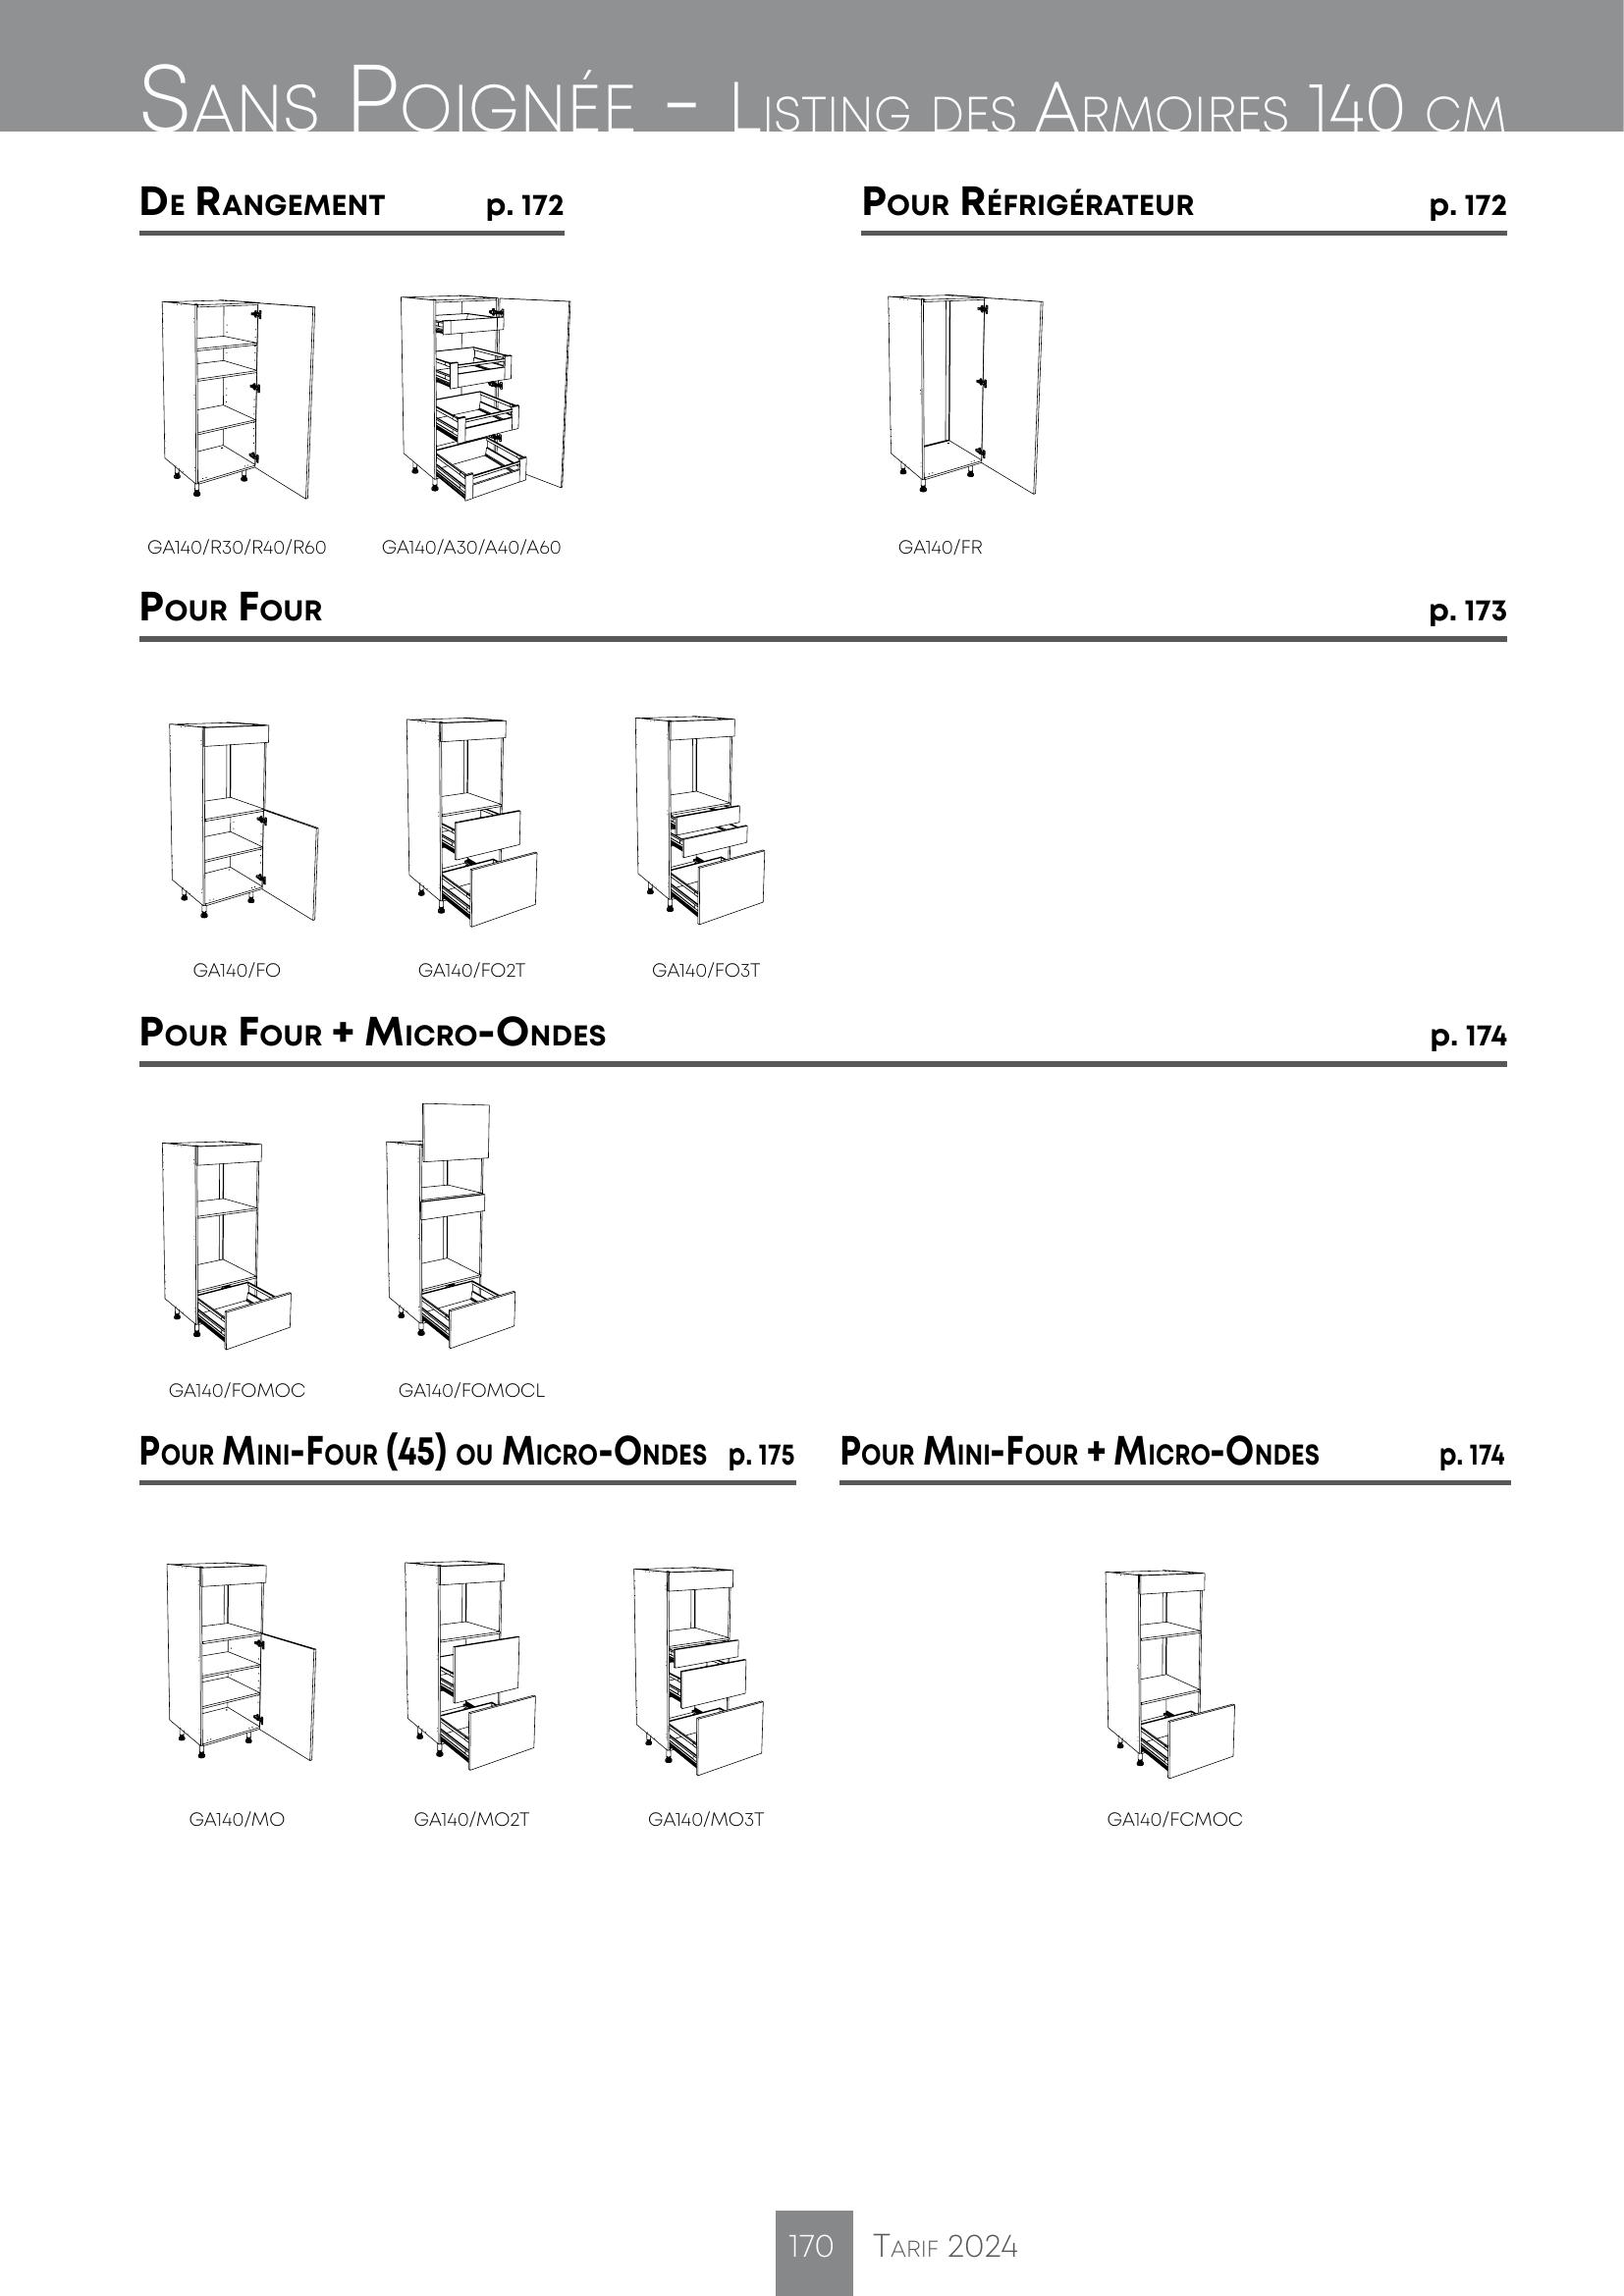 Sans Poignée - Listing des Armoires 140 cm
De Rangement p. 172
Pour Réfrigérateur p. 172
GA140/R30/R40/R60 GA140/A30/A40/A60 GA140/FR
Pour Four p. 173
GA140/FO GA140/FO2T GA140/FO3T
Pour Four + Micro-Ondes p. 174
GA140/FOMOC GA140/FOMOCL
Pour Mini-Four (45) ou Micro-Ondes p. 175
Pour Mini-Four + Micro-Ondes p. 174
GA140/MO GA140/MO2T GA140/MO3T GA140/FCMOC
170 Tarif 2024